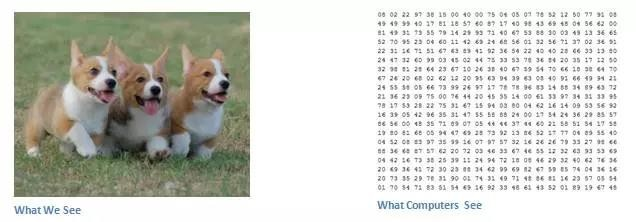 08 02 22 97 38 15 00 40 00 75 04 05 07 78 52 12 50 77 91 08
49 49 99 40 17 81 18 57 60 87 17 40 98 43 69 48 04 56 62 00
81 49 31 73 55 79 14 29 93 71 40 67 53 88 30 03 49 13 36 65
52 70 95 23 04 60 11 42 69 24 68 56 01 32 56 71 37 02 36 91
22 31 16 71 51 67 63 89 41 92 36 54 22 40 40 28 66 33 13 80
24 47 32 60 99 03 45 02 44 75 33 53 78 36 84 20 35 17 12 50
32 98 81 28 64 23 67 10 26 38 40 67 59 54 70 66 18 38 64 70
67 26 20 68 02 62 12 20 95 63 94 39 63 08 40 91 66 49 94 21
24 55 58 05 66 73 99 26 97 17 78 78 96 83 14 88 34 89 63 72
21 36 23 09 75 00 76 44 20 45 35 14 00 61 33 97 34 31 33 95
78 17 53 28 22 75 31 67 15 94 03 80 04 62 16 14 09 53 56 92
16 39 05 42 96 35 31 47 55 58 88 24 00 17 54 24 36 29 85 57
86 56 00 48 35 71 89 07 05 44 44 37 44 60 21 58 51 54 17 58
19 80 81 68 05 94 47 69 28 73 92 13 86 52 17 77 04 89 55 40
04 52 08 83 97 35 99 16 07 97 57 32 16 26 26 79 33 27 98 66
88 36 68 87 57 62 20 72 03 46 33 67 46 55 12 32 63 93 53 69
04 42 16 73 38 25 39 11 24 94 72 18 08 46 29 32 40 62 76 36
20 69 36 41 72 30 23 88 34 62 99 69 82 67 59 85 74 04 36 16
20 73 35 29 78 31 90 01 74 31 49 71 48 86 81 16 23 57 05 54
01 70 54 71 83 51 54 69 16 92 33 48 61 43 52 01 89 19 67 48
What We See
What Computers See